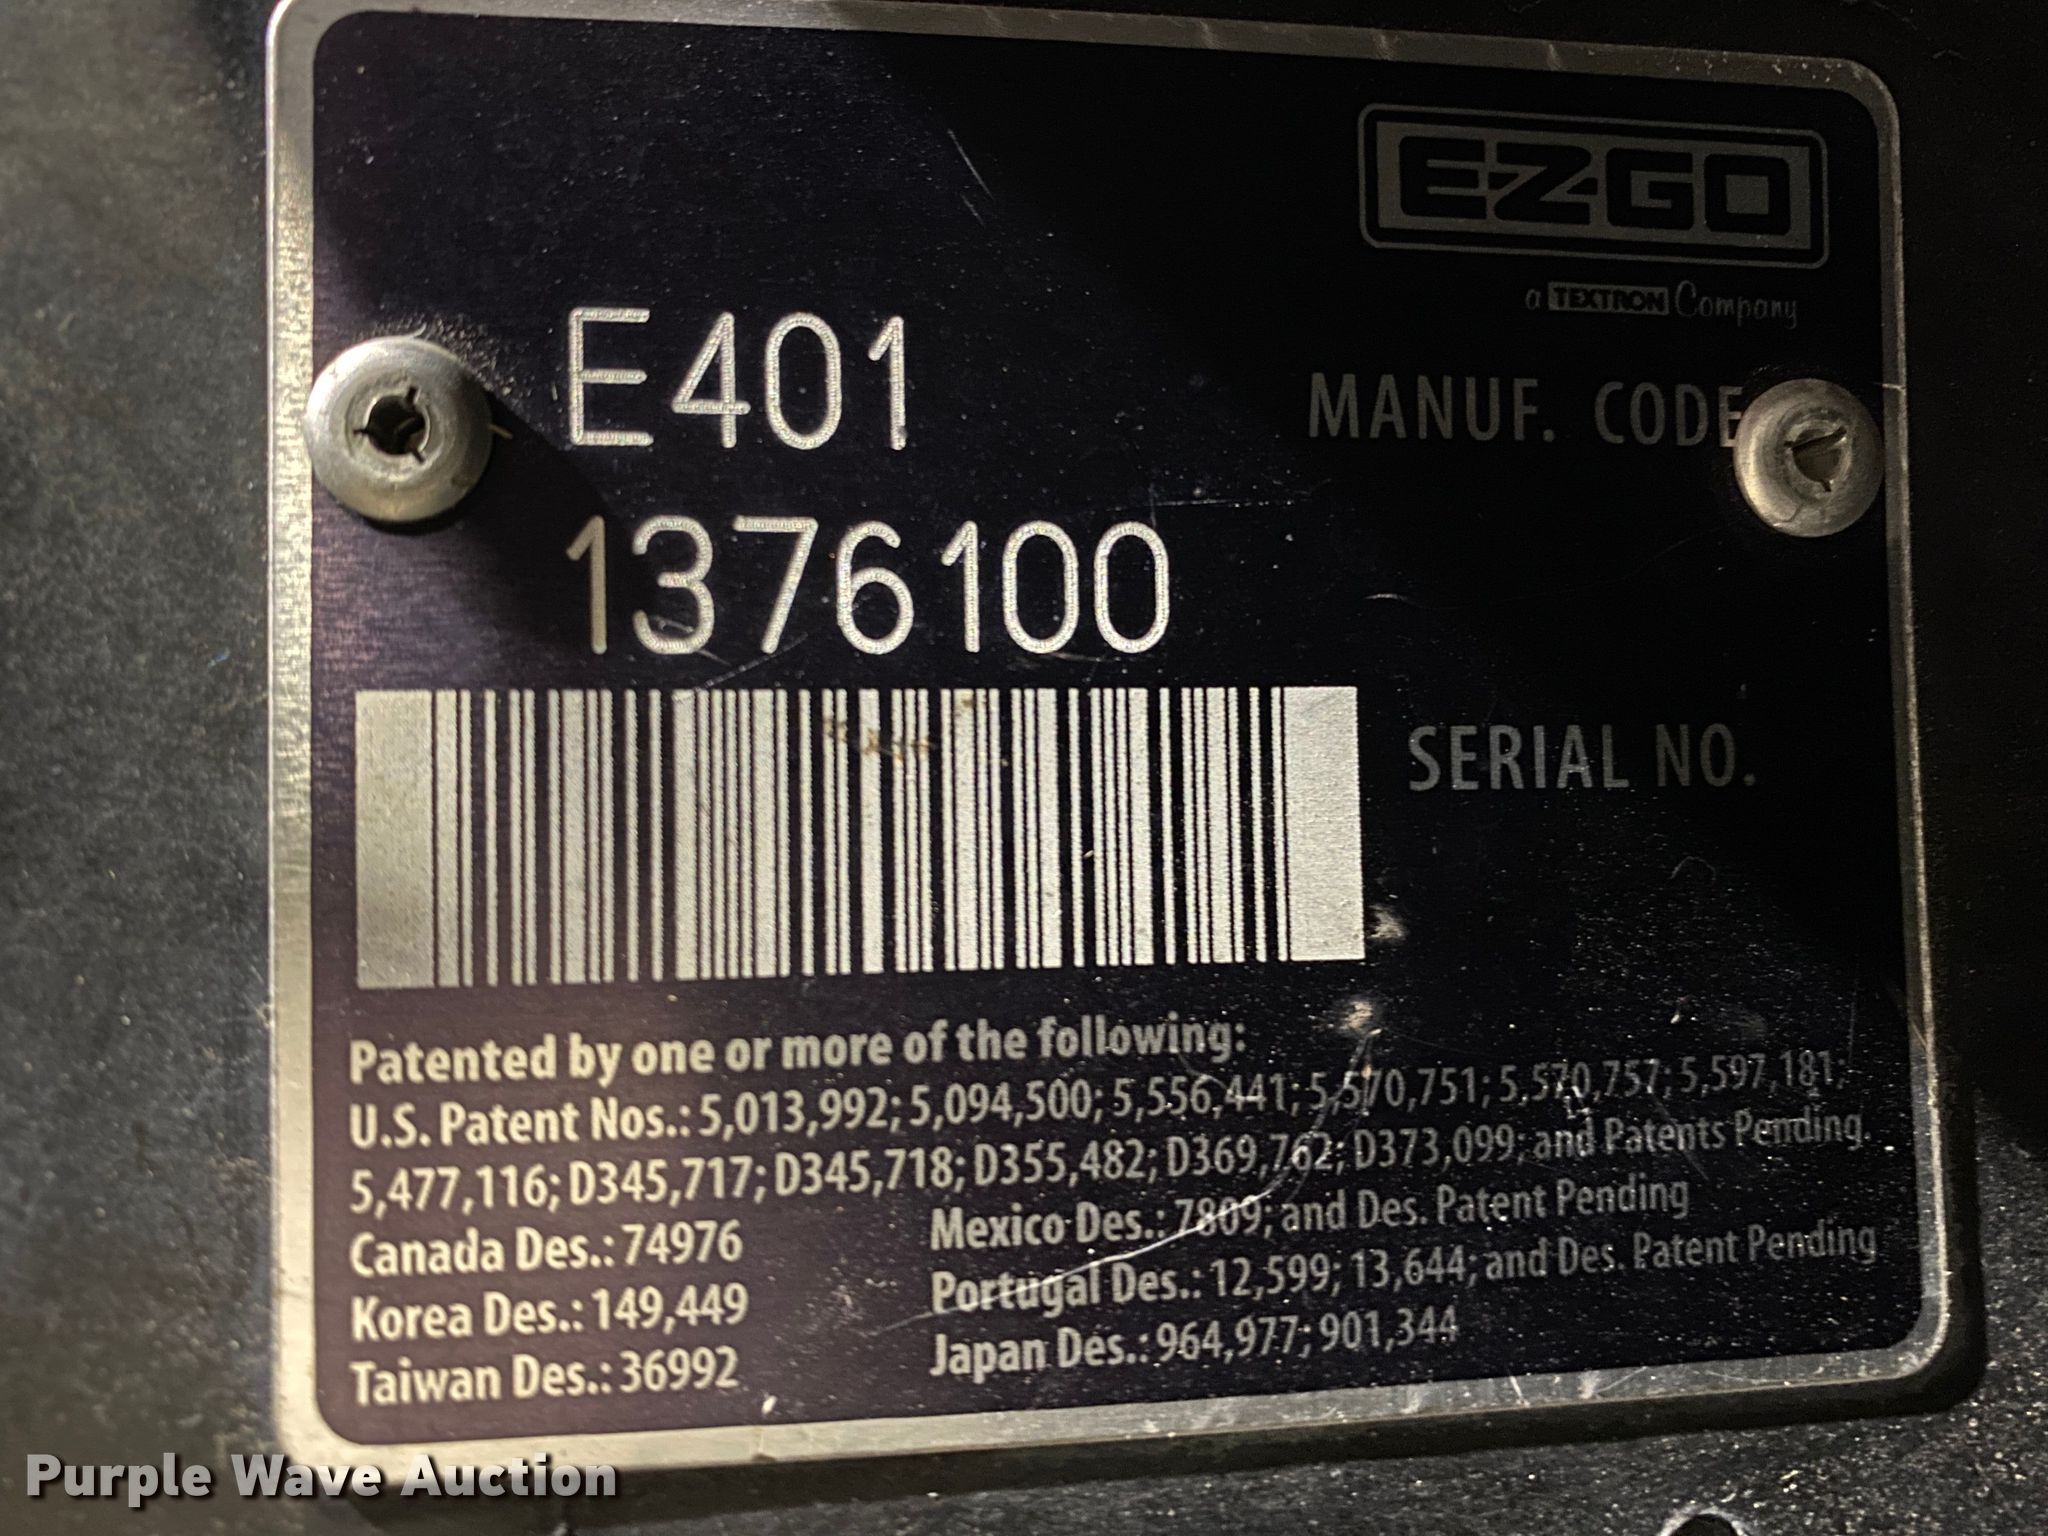 E-Z-GO
a TEXTRON Company
E401
MANUF. CODE
1376100
SERIAL NO.
Patented by one or more of the following:
U.S. Patent Nos.: 5,013,992; 5,094,500; 5,556,441; 5,570,751; 5,570,757; 5,597,181;
5,477,116; D345,717; D345,718; D355,482; D369,762; D373,099; and Patents Pending.
Canada Des.: 74976
Mexico Des.: 7809; and Des. Patent Pending
Korea Des.: 149,449
Portugal Des.: 12,599; 13,644; and Des. Patent Pending
Taiwan Des.: 36992
Japan Des.: 964,977; 901,344
Purple Wave Auction